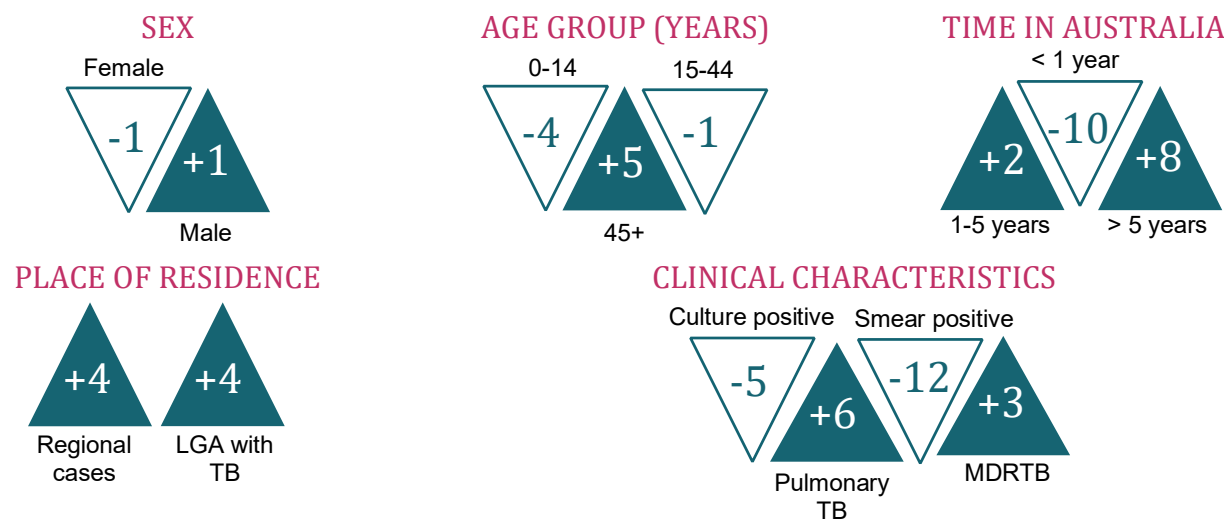 SEX
Female
-1
+1
Male
AGE GROUP (YEARS)
0-14
15-44
-4
+5
-1
45+
TIME IN AUSTRALIA
< 1 year
+2
-10
+8
1-5 years
> 5 years
PLACE OF RESIDENCE
+4
+4
Regional
cases
LGA with
TB
CLINICAL CHARACTERISTICS
Culture positive
Smear positive
-5
+6
-12
+3
Pulmonary
TB
MDRTB